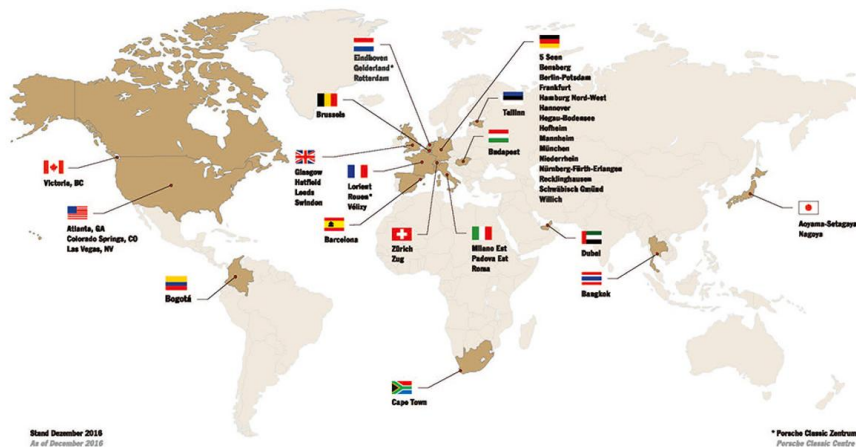 Eindhoven
Gelderland*
Rotterdam
Brussels
Glasgow
Hatfield
Leeds
Swindon
Lorient
Rouen*
Vélizy
Barcelona
Zürich
Zug
Milano Est
Padova Est
Roma
Tallinn
Budapest
5 Seen
Bensberg
Berlin-Potsdam
Frankfurt
Hamburg Nord-West
Hannover
Hegau-Bodensee
Hofheim
Mannheim
München
Niederrhein
Nürnberg-Fürth-Erlangen
Recklinghausen
Schwäbisch Gmünd
Willich
Victoria, BC
Atlanta, GA
Colorado Springs, CO
Las Vegas, NV
Bogotá
Dubai
Bangkok
Aoyama-Setagaya
Nagoya
Cape Town
Stand Dezember 2016
As of December 2016
* Porsche Classic Zentrum
Porsche Classic Centre